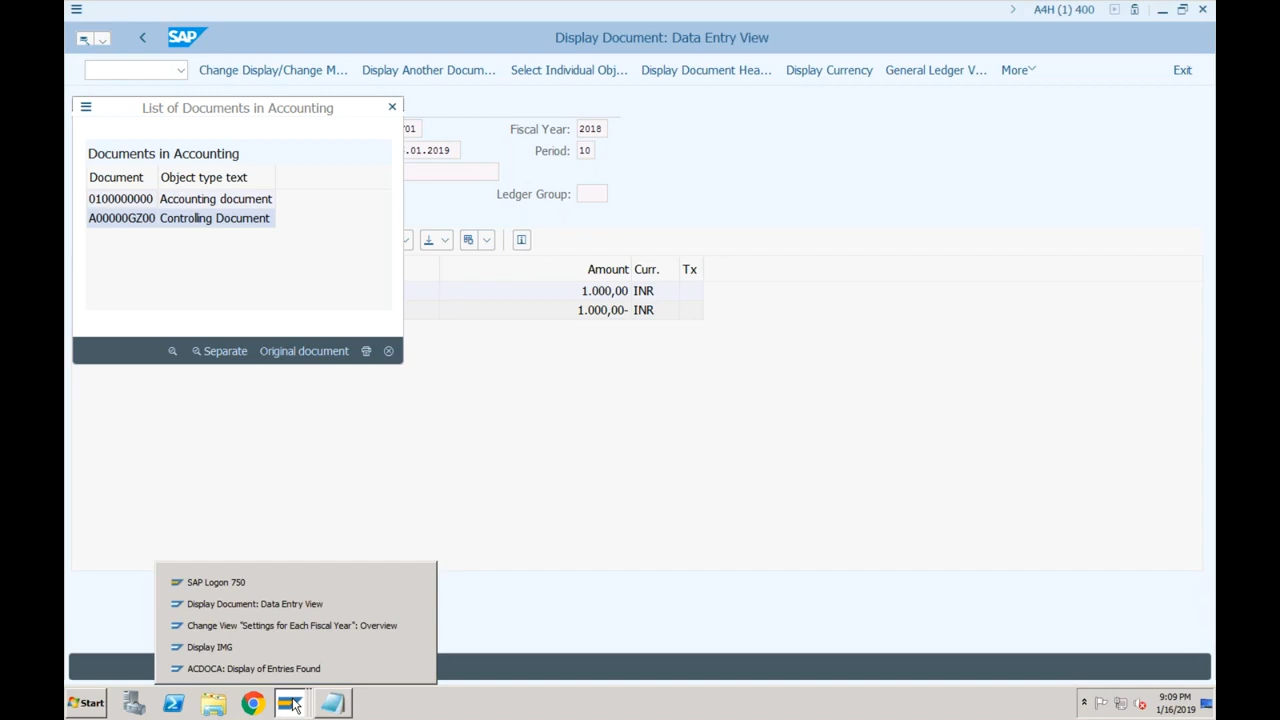 A4H (1) 400
SAP
Display Document: Data Entry View
Change Display/Change M... Display Another Docum... Select Individual Obj... Display Document Hea... Display Currency General Ledger V... More Exit
List of Documents in Accounting
Fiscal Year: 2018
.01.2019 Period: 10
Ledger Group:
Documents in Accounting
Document Object type text
0100000000 Accounting document
A00000GZ00 Controlling Document
Amount Curr. Tx
1.000,00 INR
1.000,00- INR
Separate Original document
SAP Logon 750
Display Document: Data Entry View
Change View "Settings for Each Fiscal Year": Overview
Display IMG
ACDOCA: Display of Entries Found
Start
9:09 PM
1/16/2019